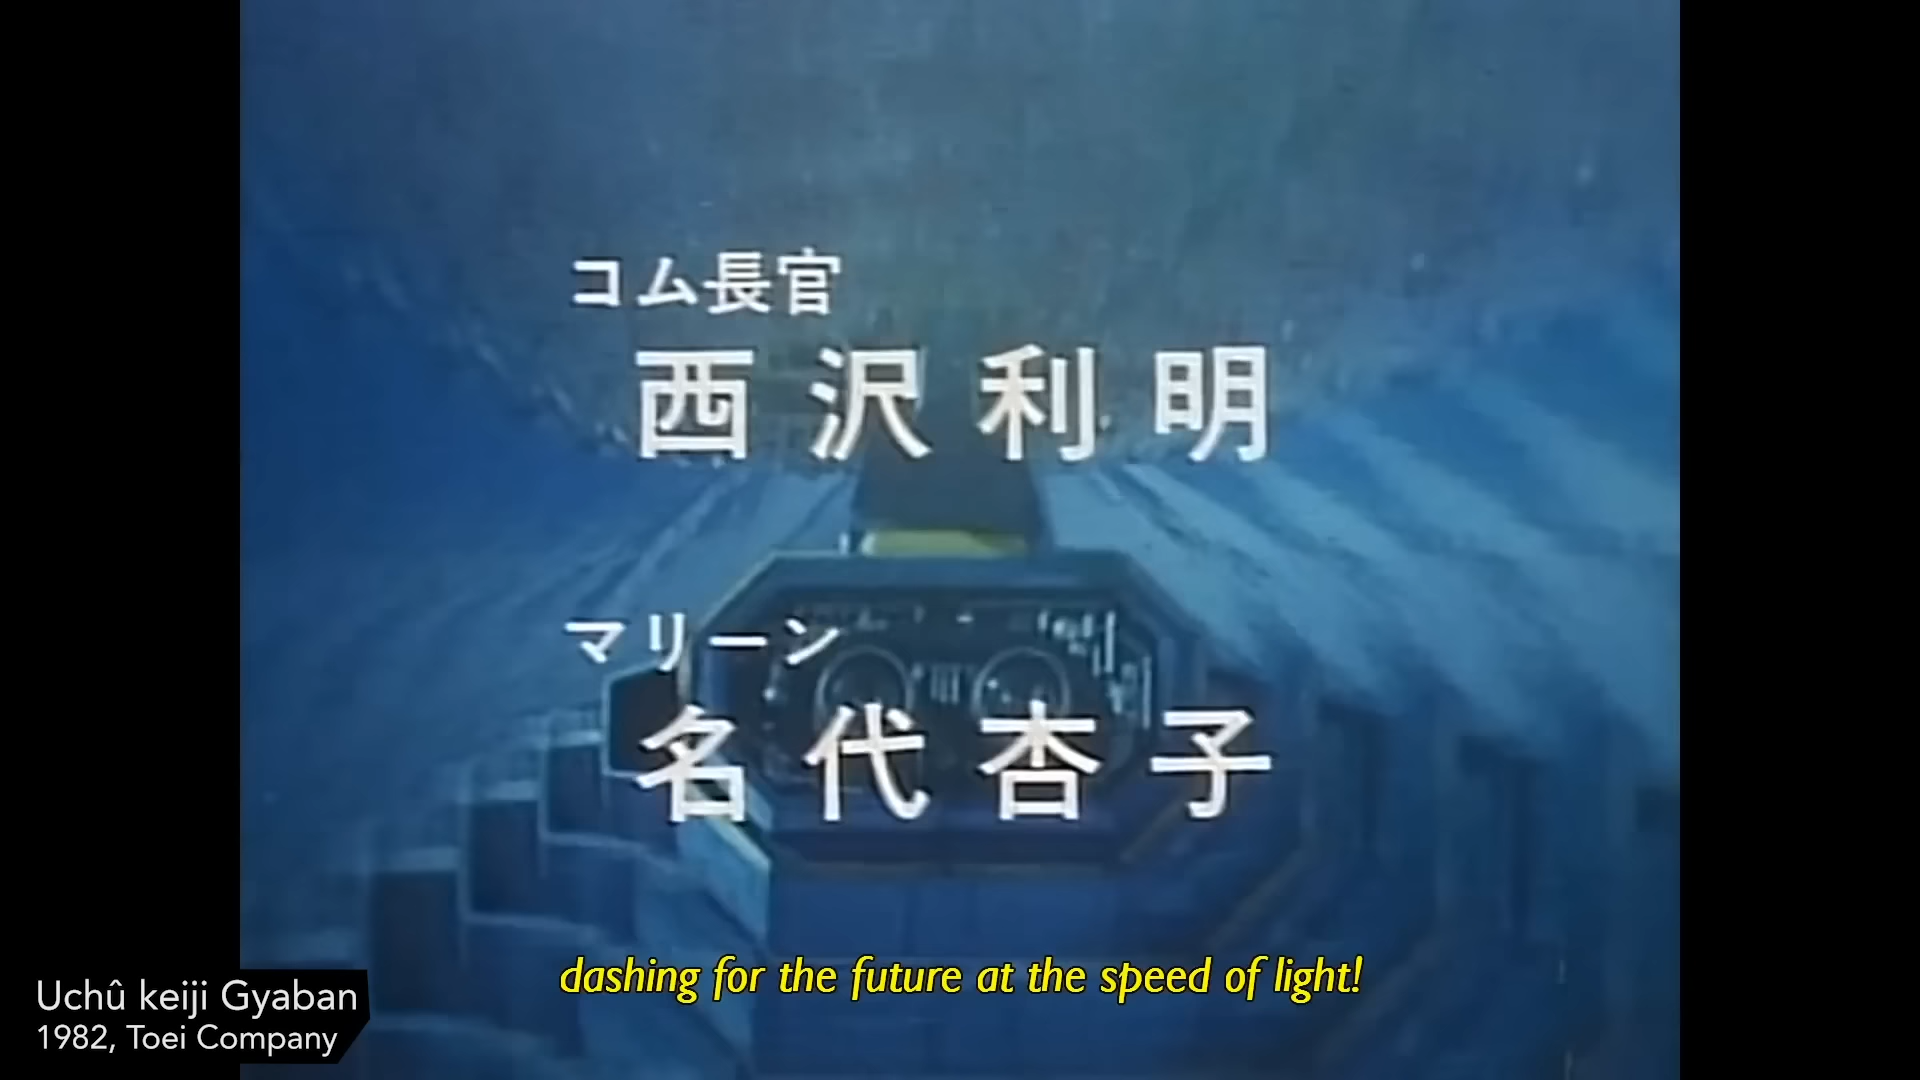 コム長官
西沢利明
マリーン
名代杏子
dashing for the future at the speed of light!
Uchû keiji Gyaban
1982, Toei Company